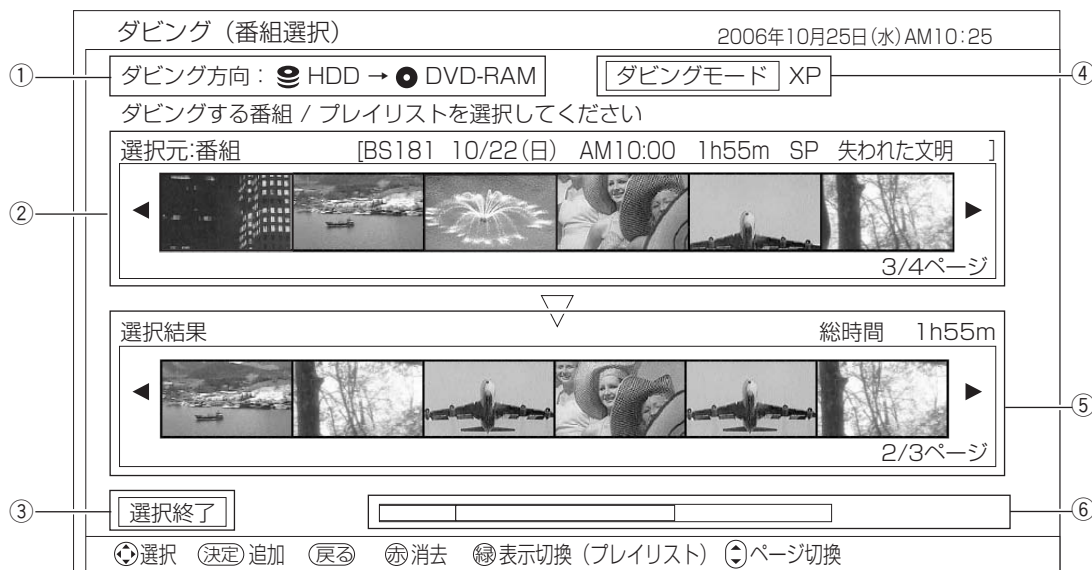 ダビング（番組選択）
2006年10月25日(水)AM10:25
①
ダビング方向： HDD → DVD-RAM
ダビングモード XP
④
ダビングする番組 / プレイリストを選択してください
選択元:番組 [BS181 10/22(日) AM10:00 1h55m SP 失われた文明 ]
②
◀ ▶
3/4ページ
選択結果 総時間 1h55m
◀ ▶
⑤
2/3ページ
③
選択終了
⑥
選択 決定 追加 戻る 赤 消去 緑 表示切換（プレイリスト） ページ切換